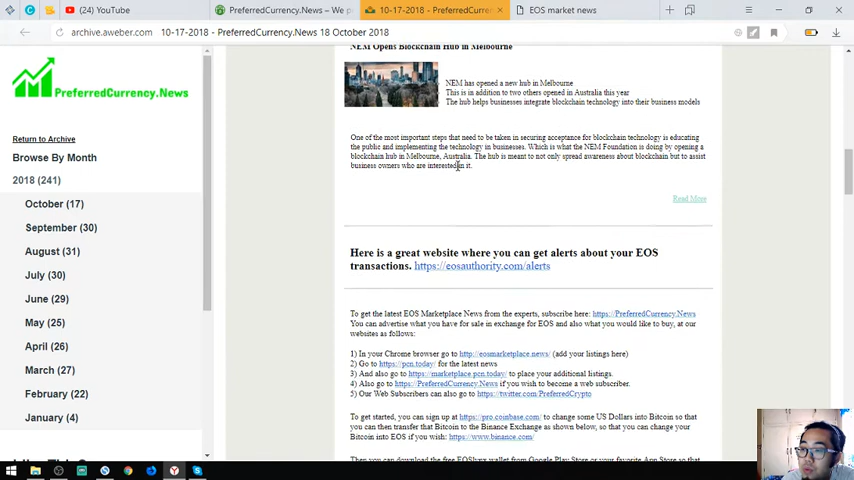 (24) YouTube
PreferredCurrency.News – We p
10-17-2018 - PreferredCurre
EOS market news
archive.aweber.com
10-17-2018 - PreferredCurrency.News 18 October 2018
PreferredCurrency.News
Return to Archive
Browse By Month
2018 (241)
October (17)
September (30)
August (31)
July (30)
June (29)
May (25)
April (26)
March (27)
February (22)
January (4)
NEM Opens Blockchain Hub in Melbourne
NEM has opened a new hub in Melbourne
This is in addition to two others opened in Australia this year
The hub helps businesses integrate blockchain technology into their business models
One of the most important steps that need to be taken in securing acceptance for blockchain technology is educating
the public and implementing the technology in businesses. Which is what the NEM Foundation is doing by opening a
blockchain hub in Melbourne, Australia. The hub is meant to not only spread awareness about blockchain but to assist
business owners who are interested in it.
Read More
Here is a great website where you can get alerts about your EOS
transactions. https://eosauthority.com/alerts
To get the latest EOS Marketplace News from the experts, subscribe here: https://PreferredCurrency.News
You can advertise what you have for sale in exchange for EOS and also what you would like to buy, at our
websites as follows:
1) In your Chrome browser go to http://eosmarketplace.news/ (add your listings here)
2) Go to https://pcn.today/ for the latest news
3) And also go to https://marketplace.pcn.today/ to place your additional listings.
4) Also go to https://PreferredCurrency.News if you wish to become a web subscriber.
5) Our Web Subscribers can also go to https://twitter.com/PreferredCrypto
To get started, you can sign up at https://pro.coinbase.com/ to change some US Dollars into Bitcoin so that
you can then transfer that Bitcoin to the Binance Exchange as shown below, so that you can change your
Bitcoin into EOS if you wish: https://www.binance.com/
Then you can download the free EOSlynx wallet from Google Play Store or your favorite App Store so that